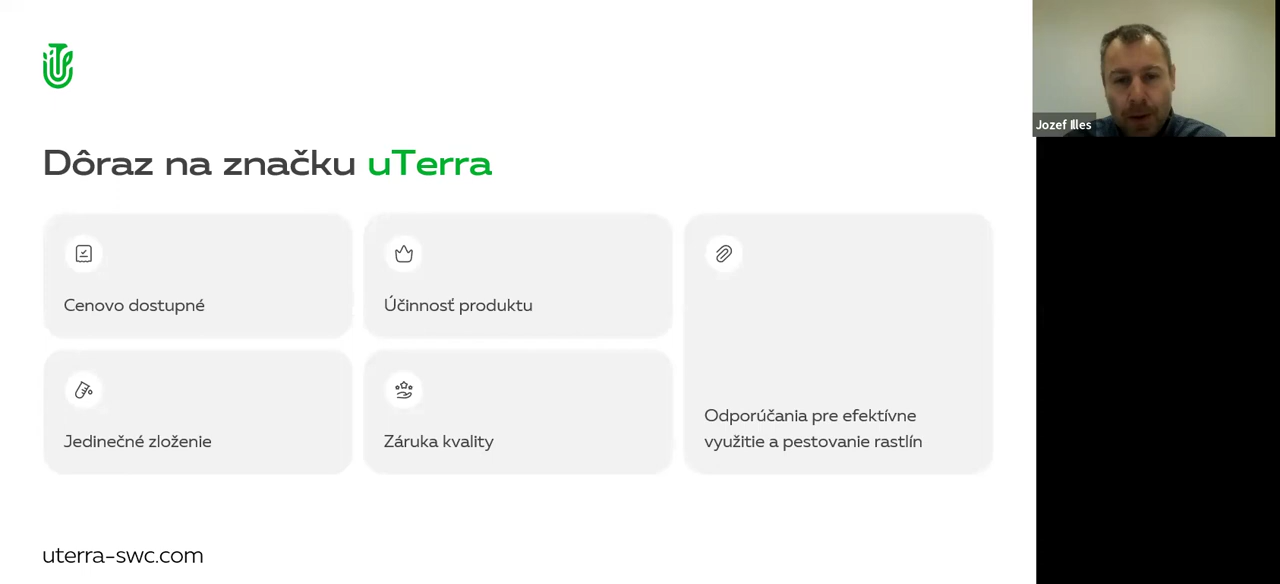 Dôraz na značku uTerra
Cenovo dostupné
Účinnosť produktu
Jedinečné zloženie
Záruka kvality
Odporúčania pre efektívne
využitie a pestovanie rastlín
uterra-swc.com
Jozef Illes